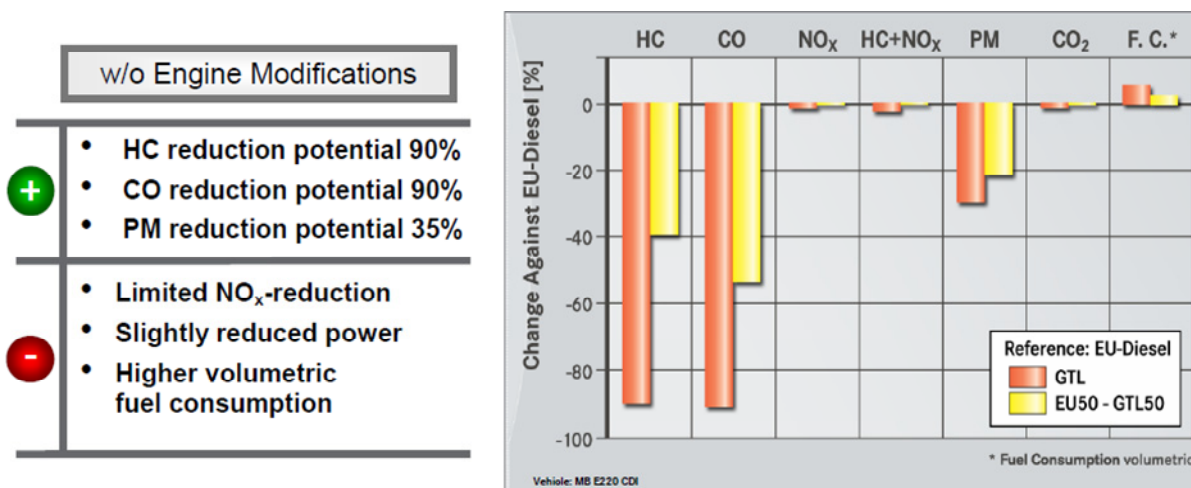 w/o Engine Modifications
+
• HC reduction potential 90%
• CO reduction potential 90%
• PM reduction potential 35%
-
• Limited NOₓ-reduction
• Slightly reduced power
• Higher volumetric
fuel consumption
HC CO NOₓ HC+NOₓ PM CO₂ F. C.*
Change Against EU-Diesel [%]
0
-20
-40
-60
-80
-100
Reference: EU-Diesel
GTL
EU50 - GTL50
* Fuel Consumption volumetric
Vehiole: MB E220 CDI